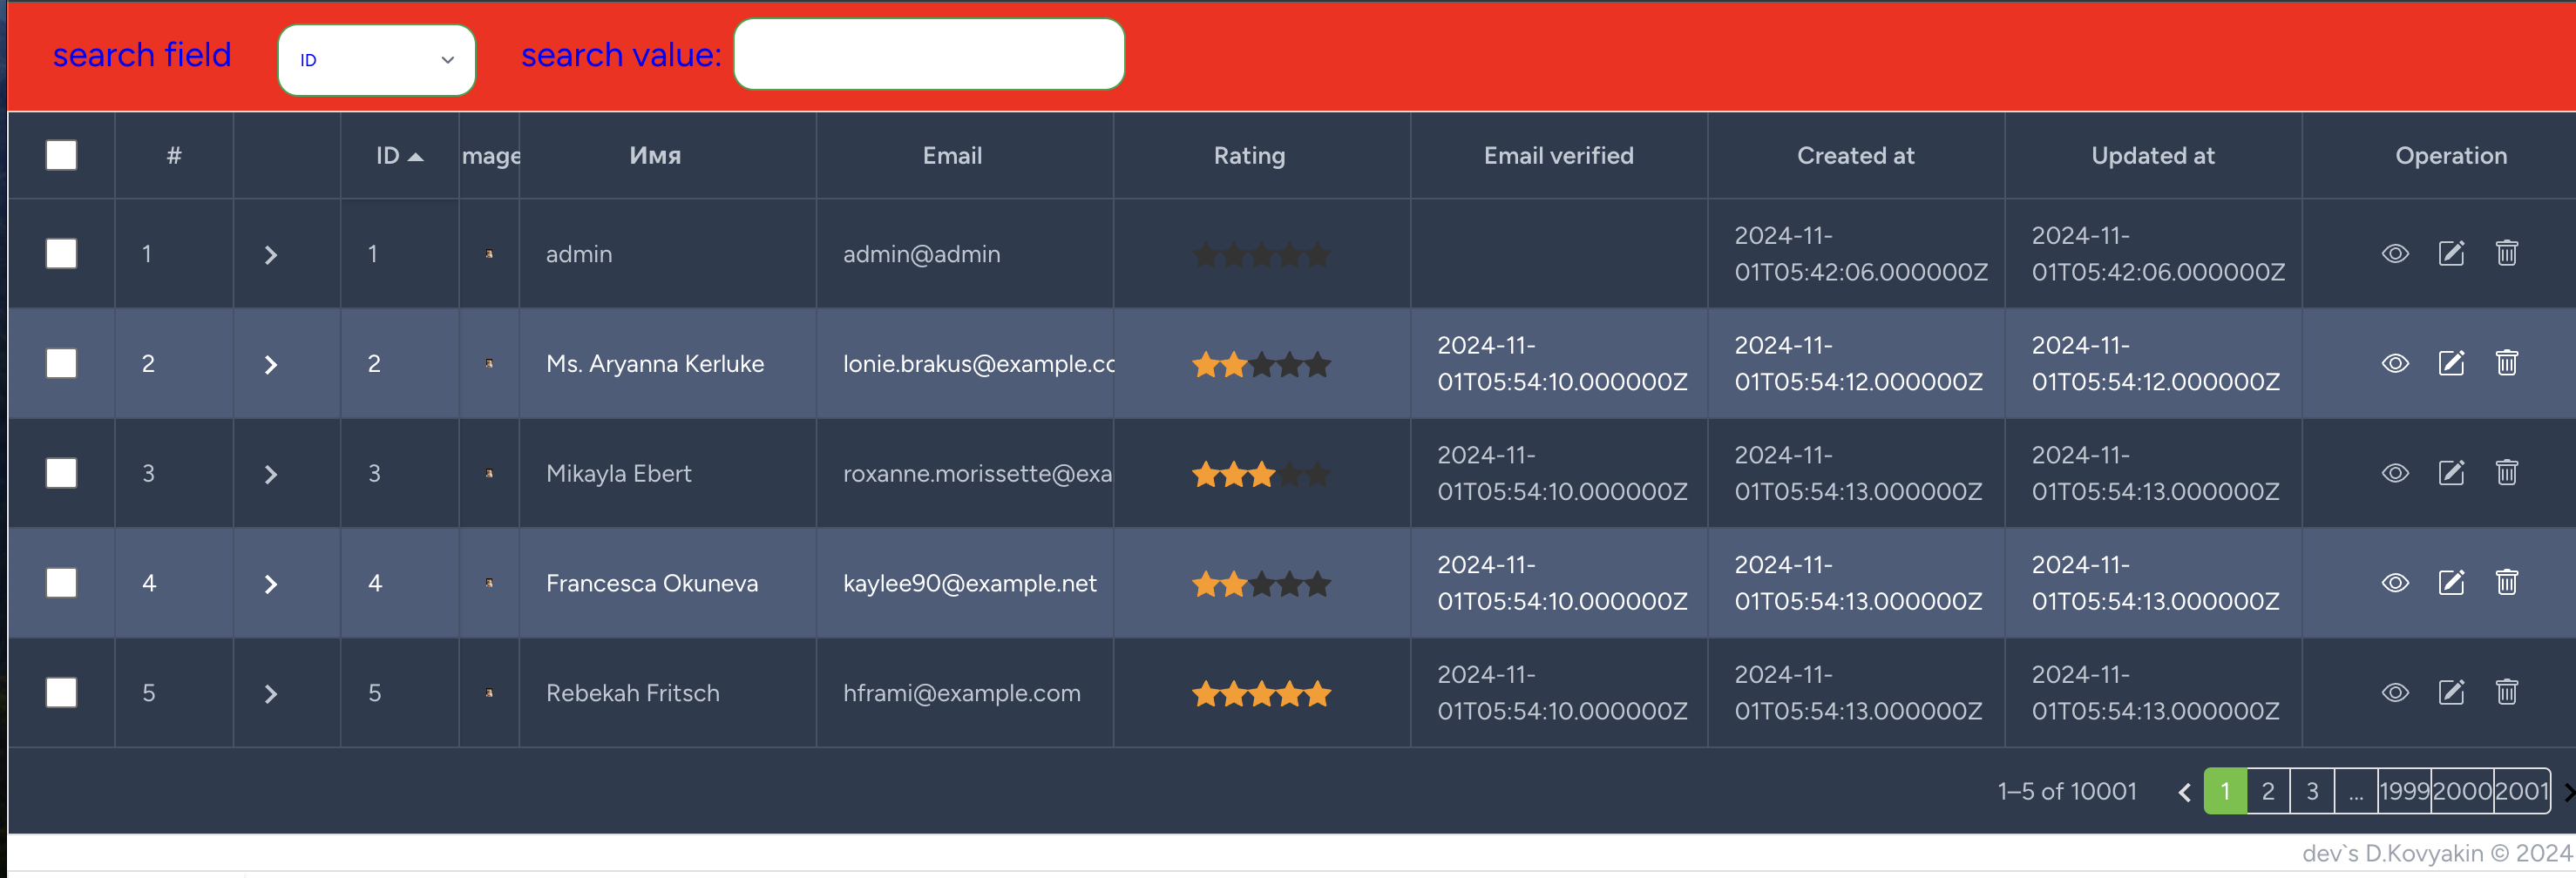 search field ID search value:
# ID mage Имя Email Rating Email verified Created at Updated at Operation
1 1 admin admin@admin 2024-11-01T05:42:06.000000Z 2024-11-01T05:42:06.000000Z
2 2 Ms. Aryanna Kerluke lonie.brakus@example.co 2024-11-01T05:54:10.000000Z 2024-11-01T05:54:12.000000Z 2024-11-01T05:54:12.000000Z
3 3 Mikayla Ebert roxanne.morissette@exa 2024-11-01T05:54:10.000000Z 2024-11-01T05:54:13.000000Z 2024-11-01T05:54:13.000000Z
4 4 Francesca Okuneva kaylee90@example.net 2024-11-01T05:54:10.000000Z 2024-11-01T05:54:13.000000Z 2024-11-01T05:54:13.000000Z
5 5 Rebekah Fritsch hframi@example.com 2024-11-01T05:54:10.000000Z 2024-11-01T05:54:13.000000Z 2024-11-01T05:54:13.000000Z
1–5 of 10001 1 2 3 ... 1999 2000 2001
dev`s D.Kovyakin © 2024